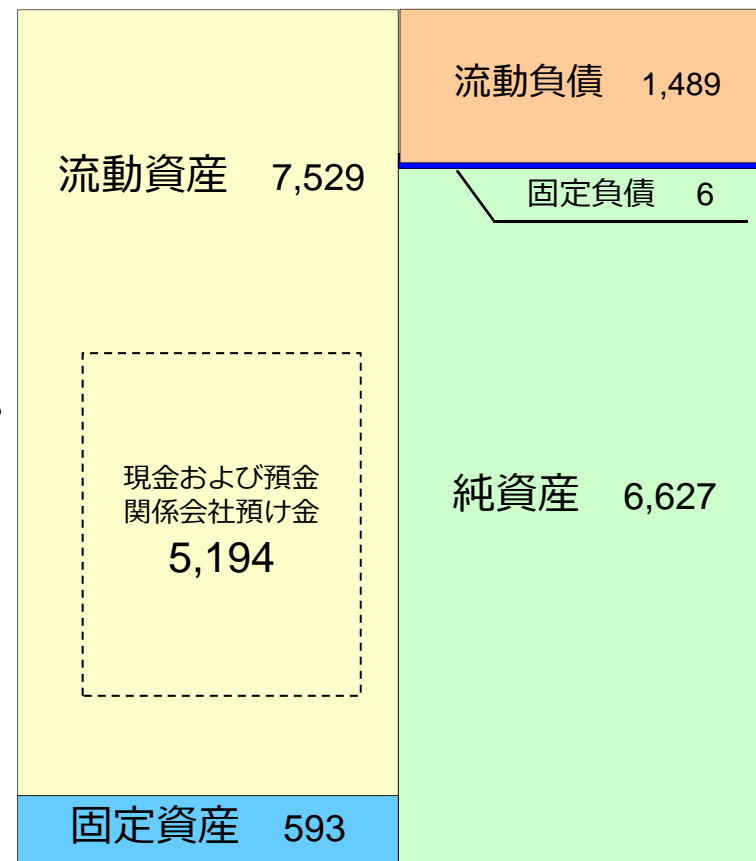 流動資産 7,529
現金および預金
関係会社預け金
5,194
固定資産 593
流動負債 1,489
固定負債 6
純資産 6,627